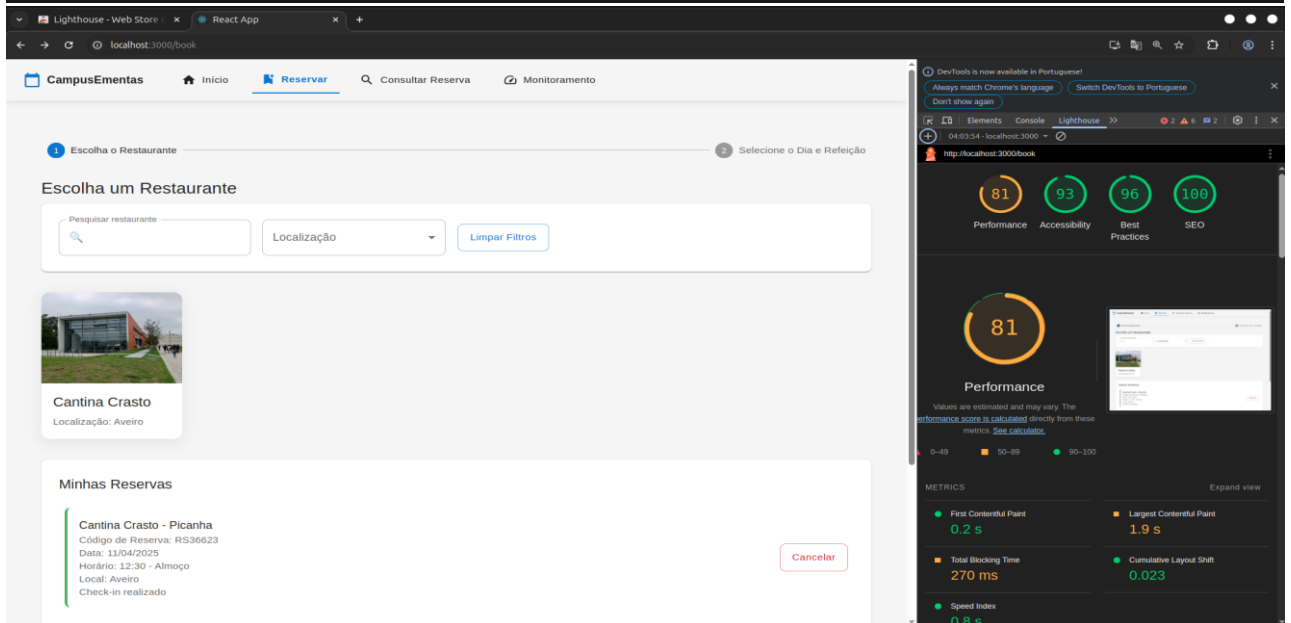 Lighthouse - Web Store
React App
localhost:3000/book
CampusEmentas Início Reservar Consultar Reserva Monitoramento
1 Escolha o Restaurante 2 Selecione o Dia e Refeição
Escolha um Restaurante
Pesquisar restaurante
Localização
Limpar Filtros
Cantina Crasto
Localização: Aveiro
Minhas Reservas
Cantina Crasto - Picanha
Código de Reserva: RS36623
Data: 11/04/2025
Horário: 12:30 - Almoço
Local: Aveiro
Check-in realizado
Cancelar
DevTools is now available in Portuguese!
Always match Chrome's language Switch DevTools to Portuguese
Don't show again
Elements Console Lighthouse 2 6 2
04:03:54 - localhost:3000
http://localhost:3000/book
81 93 96 100
Performance Accessibility Best Practices SEO
81
Performance
Values are estimated and may vary. The
performance score is calculated directly from these
metrics. See calculator.
0–49 50–89 90–100
METRICS Expand view
First Contentful Paint
0.2 s
Largest Contentful Paint
1.9 s
Total Blocking Time
270 ms
Cumulative Layout Shift
0.023
Speed Index
0.8 s